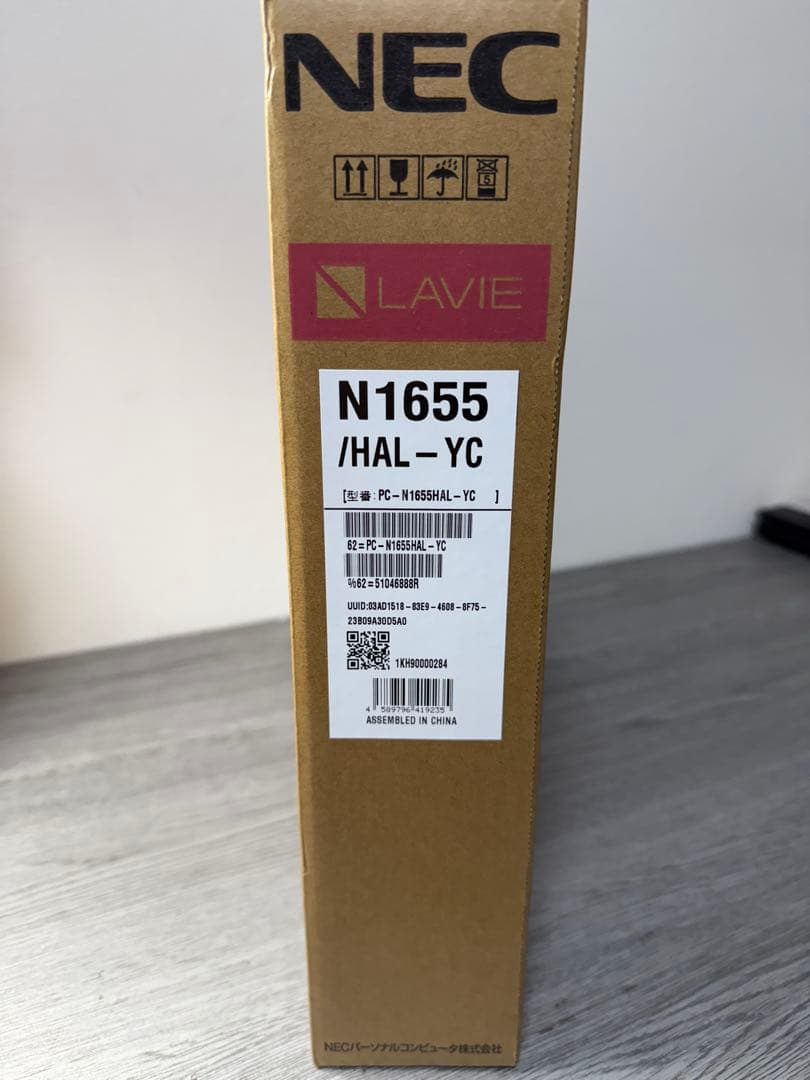 NEC
5
LAVIE
N1655
/HAL-YC
[型番:PC-N1655HAL-YC ]
62=PC-N1655HAL-YC
%62=51046888R
UUID:03AD1518-83E9-4608-8F75-
23B09A30D5A0
1KH90000284
4 589796 419235
ASSEMBLED IN CHINA
NECパーソナルコンピュータ株式会社